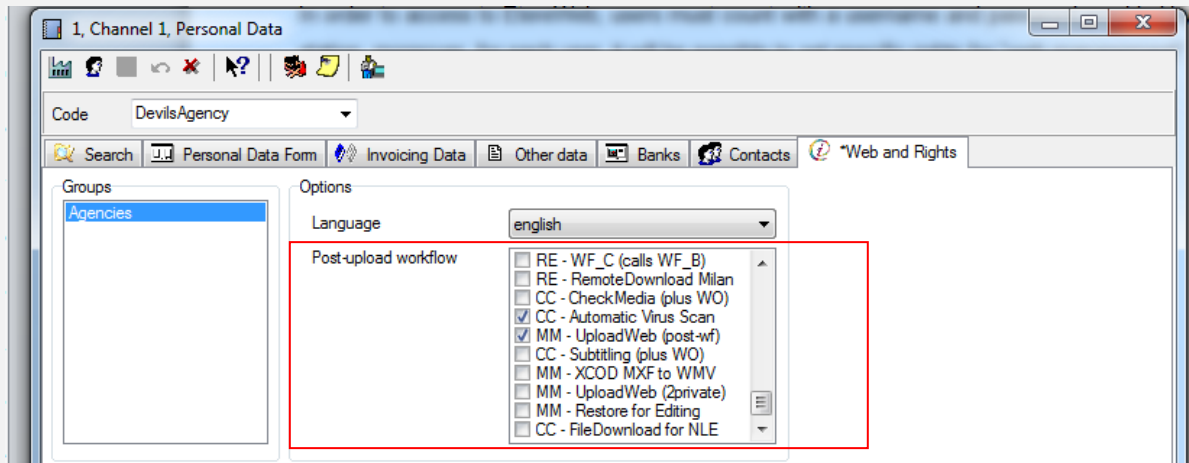 1, Channel 1, Personal Data
Code DevilsAgency
Search Personal Data Form Invoicing Data Other data Banks Contacts *Web and Rights
Groups
Agencies
Options
Language english
Post-upload workflow
RE - WF_C (calls WF_B)
RE - RemoteDownload Milan
CC - CheckMedia (plus WO)
CC - Automatic Virus Scan
MM - UploadWeb (post-wf)
CC - Subtitling (plus WO)
MM - XCOD MXF to WMV
MM - UploadWeb (2private)
MM - Restore for Editing
CC - FileDownload for NLE